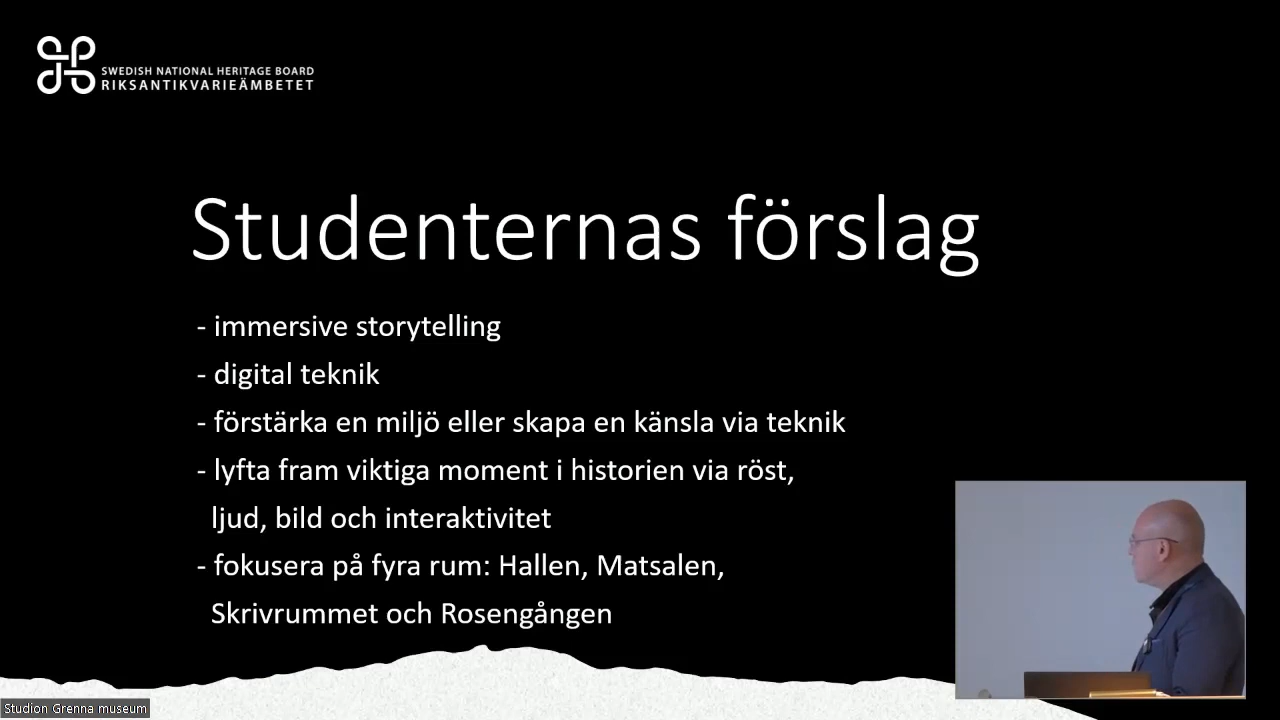 SWEDISH NATIONAL HERITAGE BOARD
RIKSANTIKVARIEÄMBETET
Studenternas förslag
- immersive storytelling
- digital teknik
- förstärka en miljö eller skapa en känsla via teknik
- lyfta fram viktiga moment i historien via röst,
ljud, bild och interaktivitet
- fokusera på fyra rum: Hallen, Matsalen,
Skrivrummet och Rosengången
Studion Grenna museum